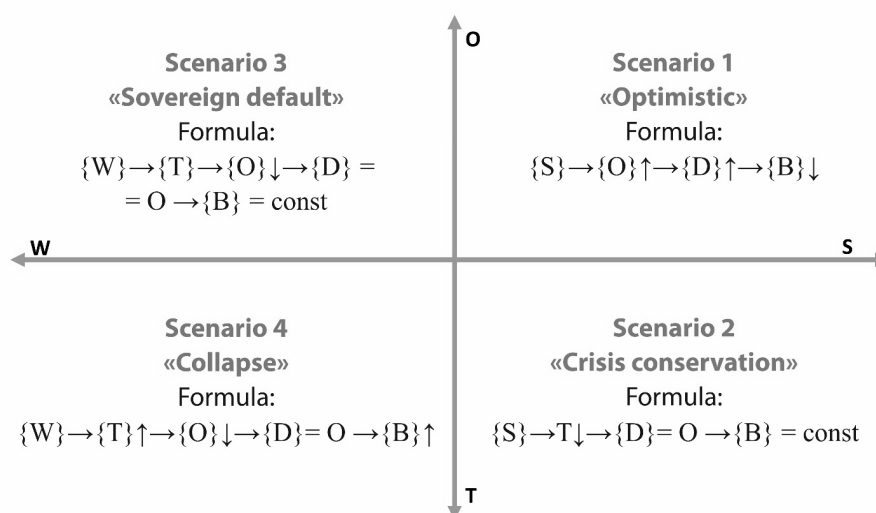 O
Scenario 3
«Sovereign default»
Formula:
{W}→{T}→{O}↓→{D} =
= O →{B} = const
Scenario 1
«Optimistic»
Formula:
{S}→{O}↑→{D}↑→{B}↓
W
S
Scenario 4
«Collapse»
Formula:
{W}→{T}↑→{O}↓→{D}= O →{B}↑
Scenario 2
«Crisis conservation»
Formula:
{S}→T↓→{D}= O →{B} = const
T